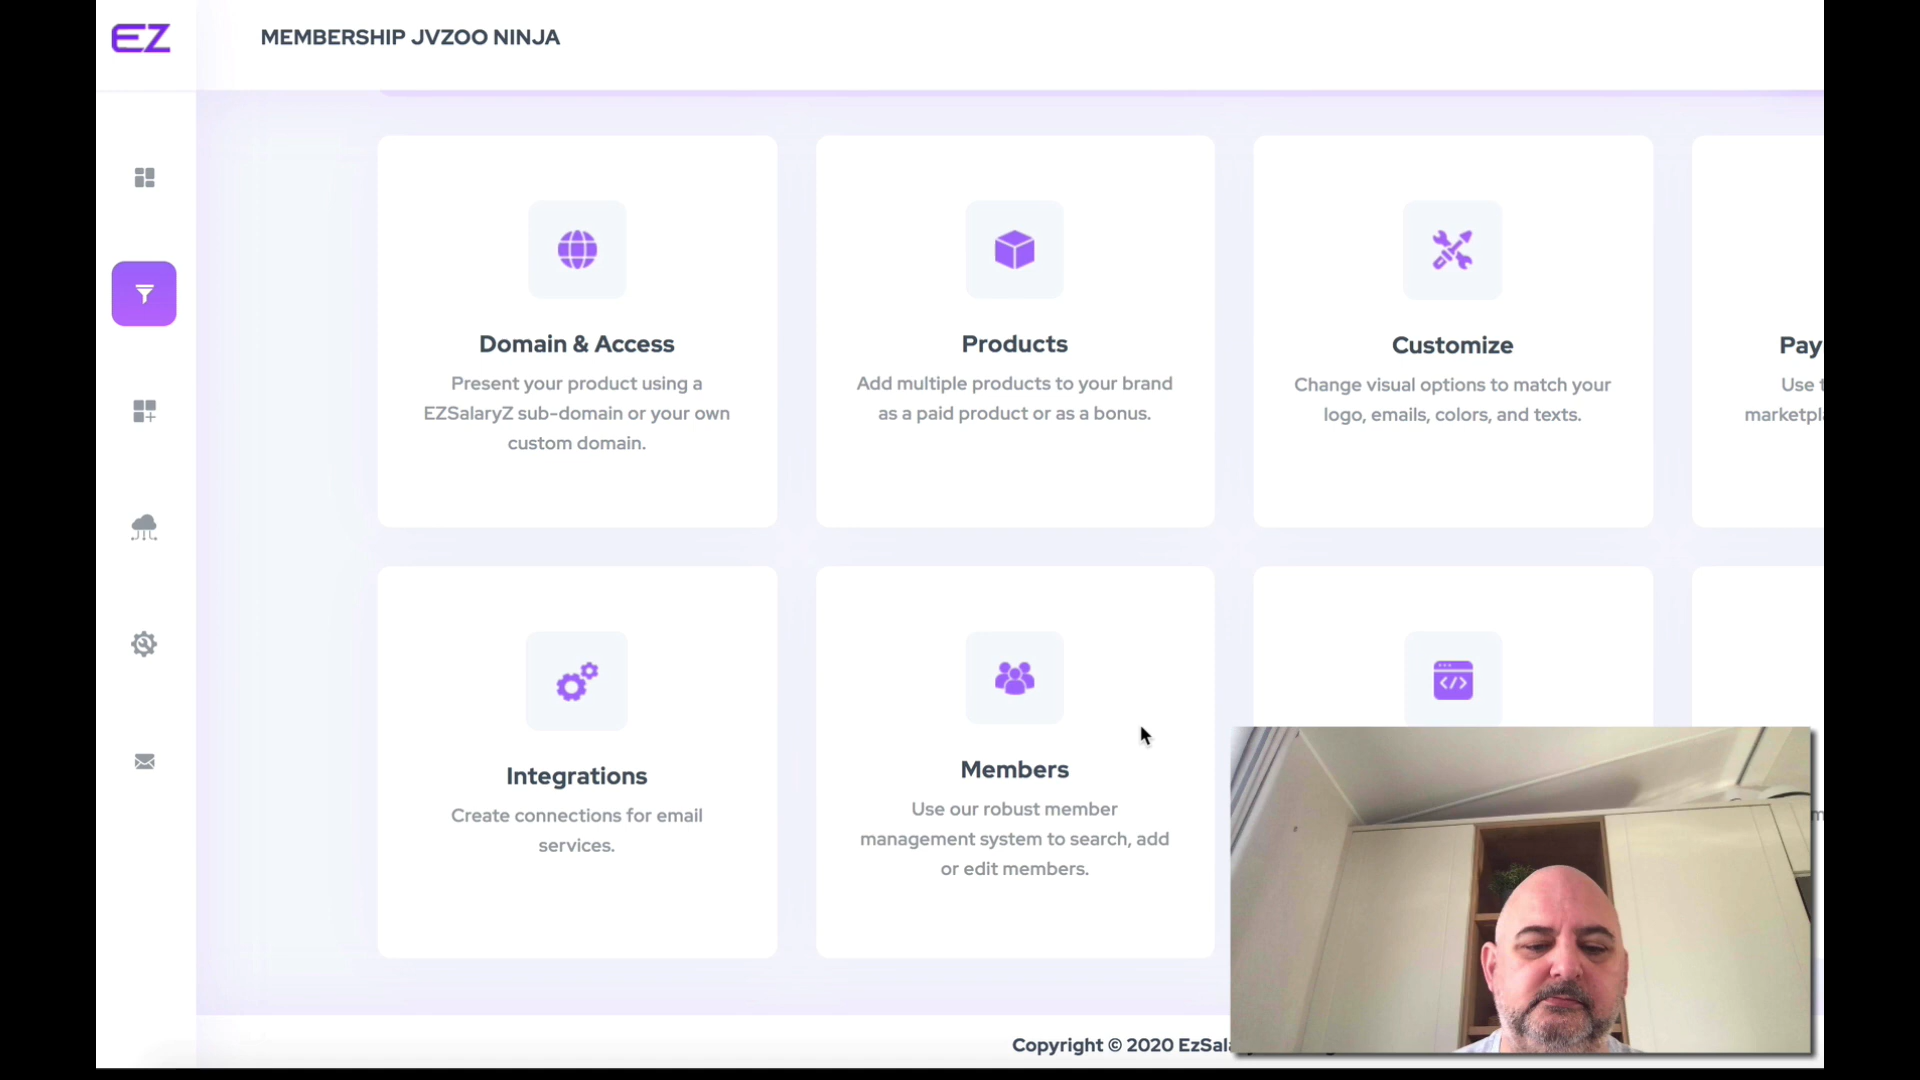 EZ
MEMBERSHIP JVZOO NINJA
Domain & Access
Present your product using a
EZSalaryZ sub-domain or your own
custom domain.
Products
Add multiple products to your brand
as a paid product or as a bonus.
Customize
Change visual options to match your
logo, emails, colors, and texts.
Pay
Use
marketpl
Integrations
Create connections for email
services.
Members
Use our robust member
management system to search, add
or edit members.
</>
Copyright © 2020 EzSal